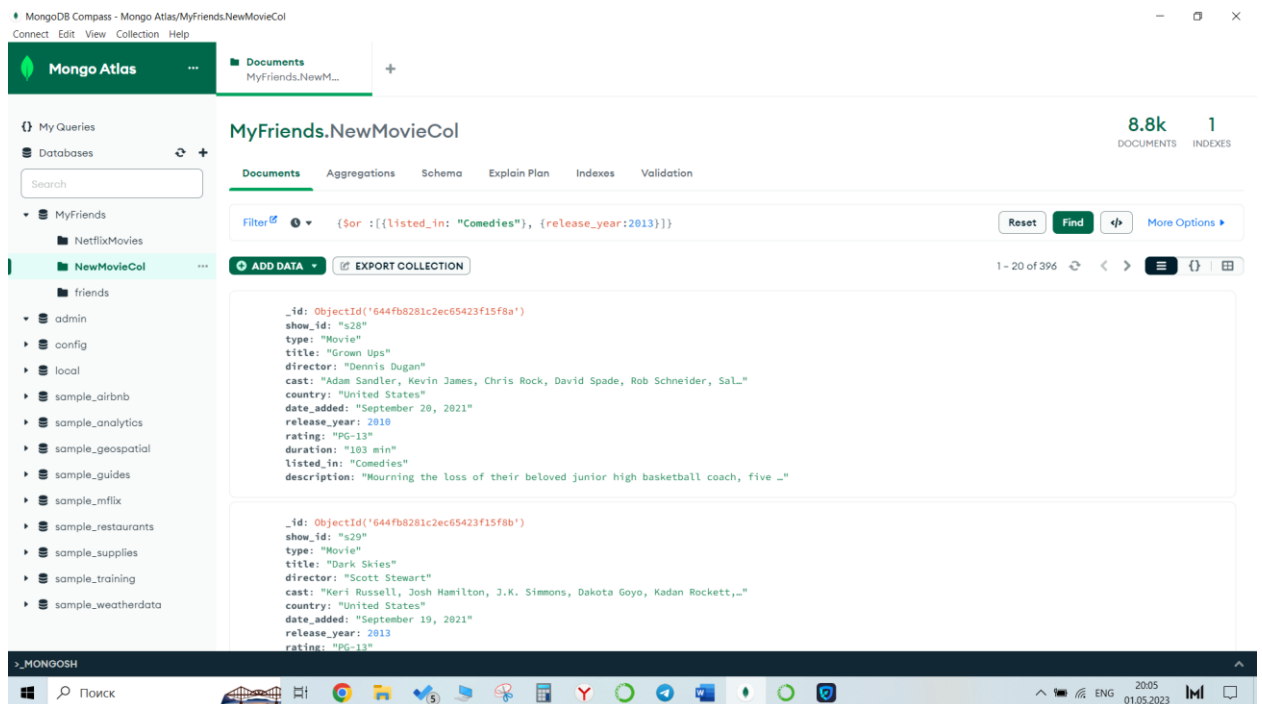 MongoDB Compass - Mongo Atlas/MyFriends.NewMovieCol
Connect Edit View Collection Help
Mongo Atlas ...
Documents
MyFriends.NewM...
+
{} My Queries
Databases
Search
MyFriends
NetflixMovies
NewMovieCol ...
friends
admin
config
local
sample_airbnb
sample_analytics
sample_geospatial
sample_guides
sample_mflix
sample_restaurants
sample_supplies
sample_training
sample_weatherdata
MyFriends.NewMovieCol
8.8k 1
DOCUMENTS INDEXES
Documents Aggregations Schema Explain Plan Indexes Validation
Filter {$or :[{listed_in: "Comedies"}, {release_year:2013}]} Reset Find </> More Options
ADD DATA EXPORT COLLECTION 1 – 20 of 396 {}
_id: ObjectId('644fb8281c2ec65423f15f8a')
show_id: "s28"
type: "Movie"
title: "Grown Ups"
director: "Dennis Dugan"
cast: "Adam Sandler, Kevin James, Chris Rock, David Spade, Rob Schneider, Sal…"
country: "United States"
date_added: "September 20, 2021"
release_year: 2010
rating: "PG-13"
duration: "103 min"
listed_in: "Comedies"
description: "Mourning the loss of their beloved junior high basketball coach, five …"
_id: ObjectId('644fb8281c2ec65423f15f8b')
show_id: "s29"
type: "Movie"
title: "Dark Skies"
director: "Scott Stewart"
cast: "Keri Russell, Josh Hamilton, J.K. Simmons, Dakota Goyo, Kadan Rockett,…"
country: "United States"
date_added: "September 19, 2021"
release_year: 2013
rating: "PG-13"
>_MONGOSH
Поиск
5
ENG
20:05
01.05.2023